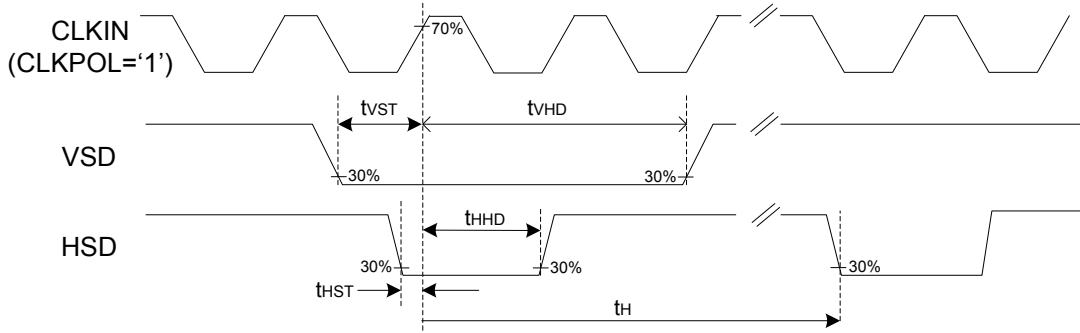 CLKIN
(CLKPOL=‘1’)
70%
tVST
tVHD
VSD
30%
30%
tHHD
HSD
30%
30%
30%
tHST
tH